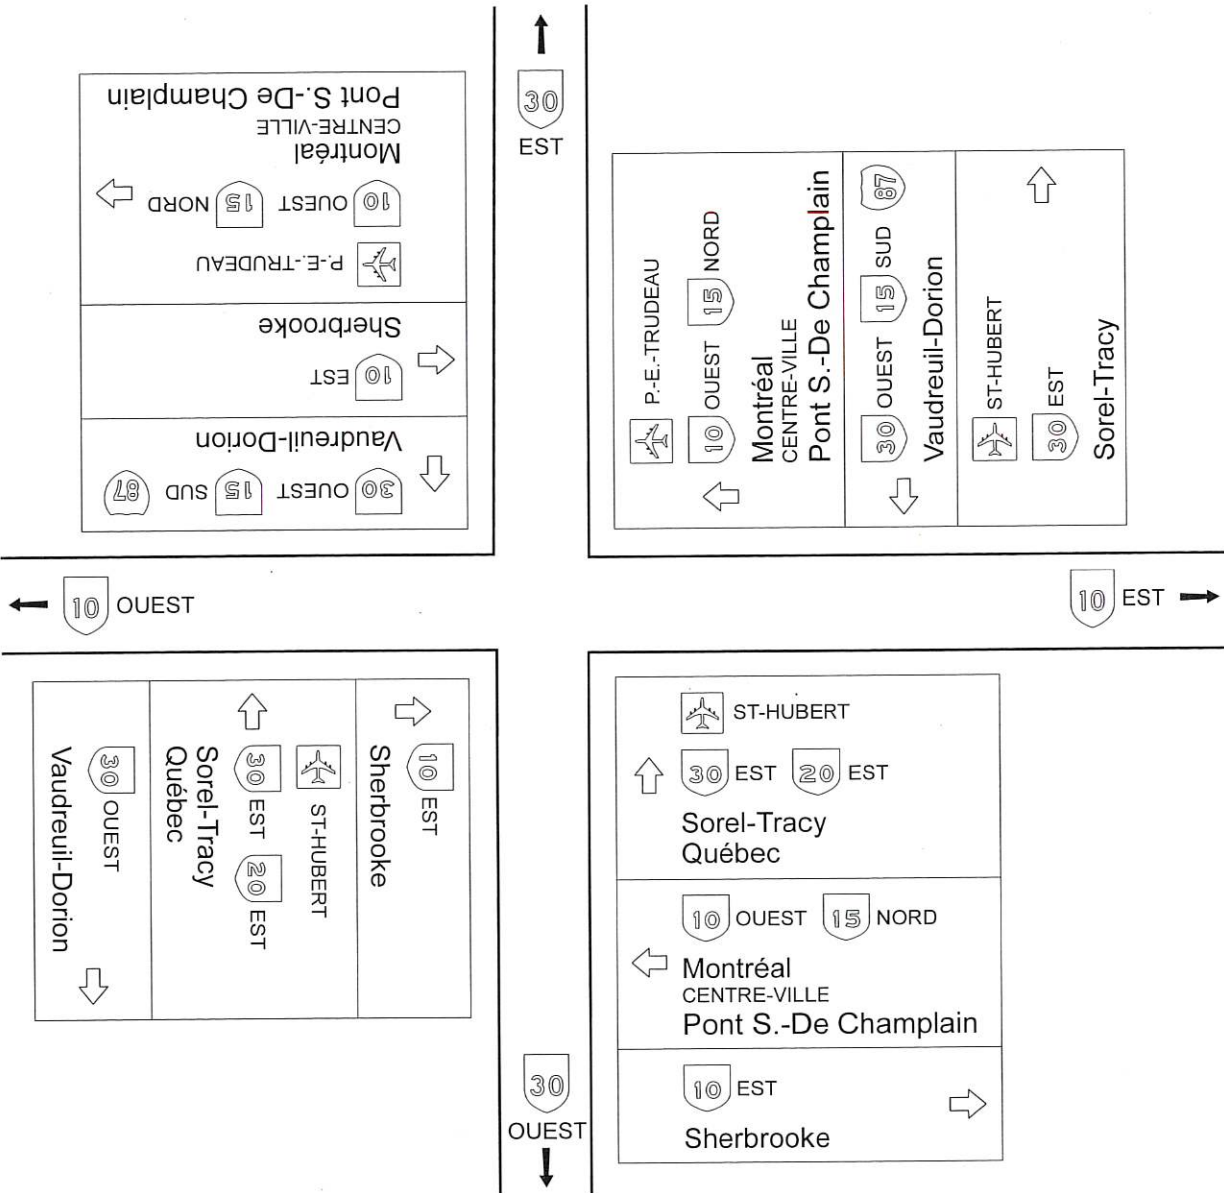 30
EST
Vaudreuil-Dorion
30 OUEST 15 SUD 87
Sherbrooke
10 EST
Pont S.-De Champlain
CENTRE-VILLE
Montréal
10 OUEST 15 NORD
P.-E.-TRUDEAU
P.-E.-TRUDEAU
10 OUEST 15 NORD
Montréal
CENTRE-VILLE
Pont S.-De Champlain
30 OUEST 15 SUD 87
Vaudreuil-Dorion
ST-HUBERT
30 EST
Sorel-Tracy
10 OUEST
10 EST
10 EST
Sherbrooke
ST-HUBERT
30 EST 20 EST
Sorel-Tracy
Québec
30 OUEST
Vaudreuil-Dorion
ST-HUBERT
30 EST 20 EST
Sorel-Tracy
Québec
10 OUEST 15 NORD
Montréal
CENTRE-VILLE
Pont S.-De Champlain
10 EST
Sherbrooke
30
OUEST